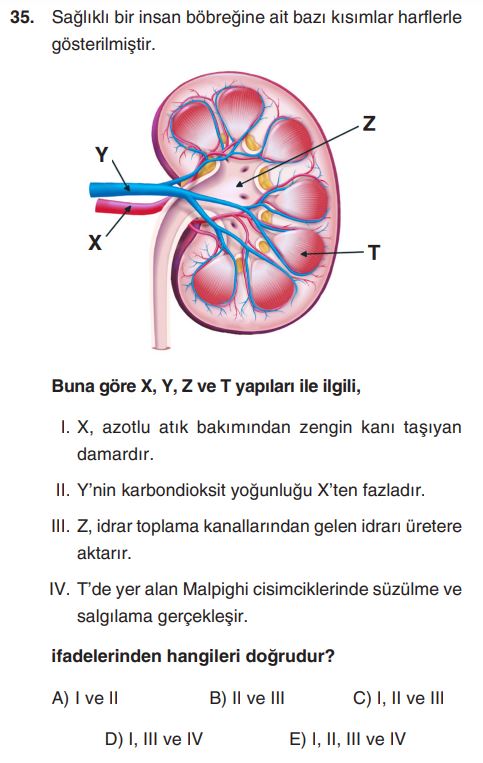 35. Sağlıklı bir insan böbreğine ait bazı kısımlar harflerle
gösterilmiştir.
Z
Y
X
T
Buna göre X, Y, Z ve T yapıları ile ilgili,
I. X, azotlu atık bakımından zengin kanı taşıyan
damardır.
II. Y'nin karbondioksit yoğunluğu X'ten fazladır.
III. Z, idrar toplama kanallarından gelen idrarı üretere
aktarır.
IV. T'de yer alan Malpighi cisimciklerinde süzülme ve
salgılama gerçekleşir.
ifadelerinden hangileri doğrudur?
A) I ve II B) II ve III C) I, II ve III
D) I, III ve IV E) I, II, III ve IV